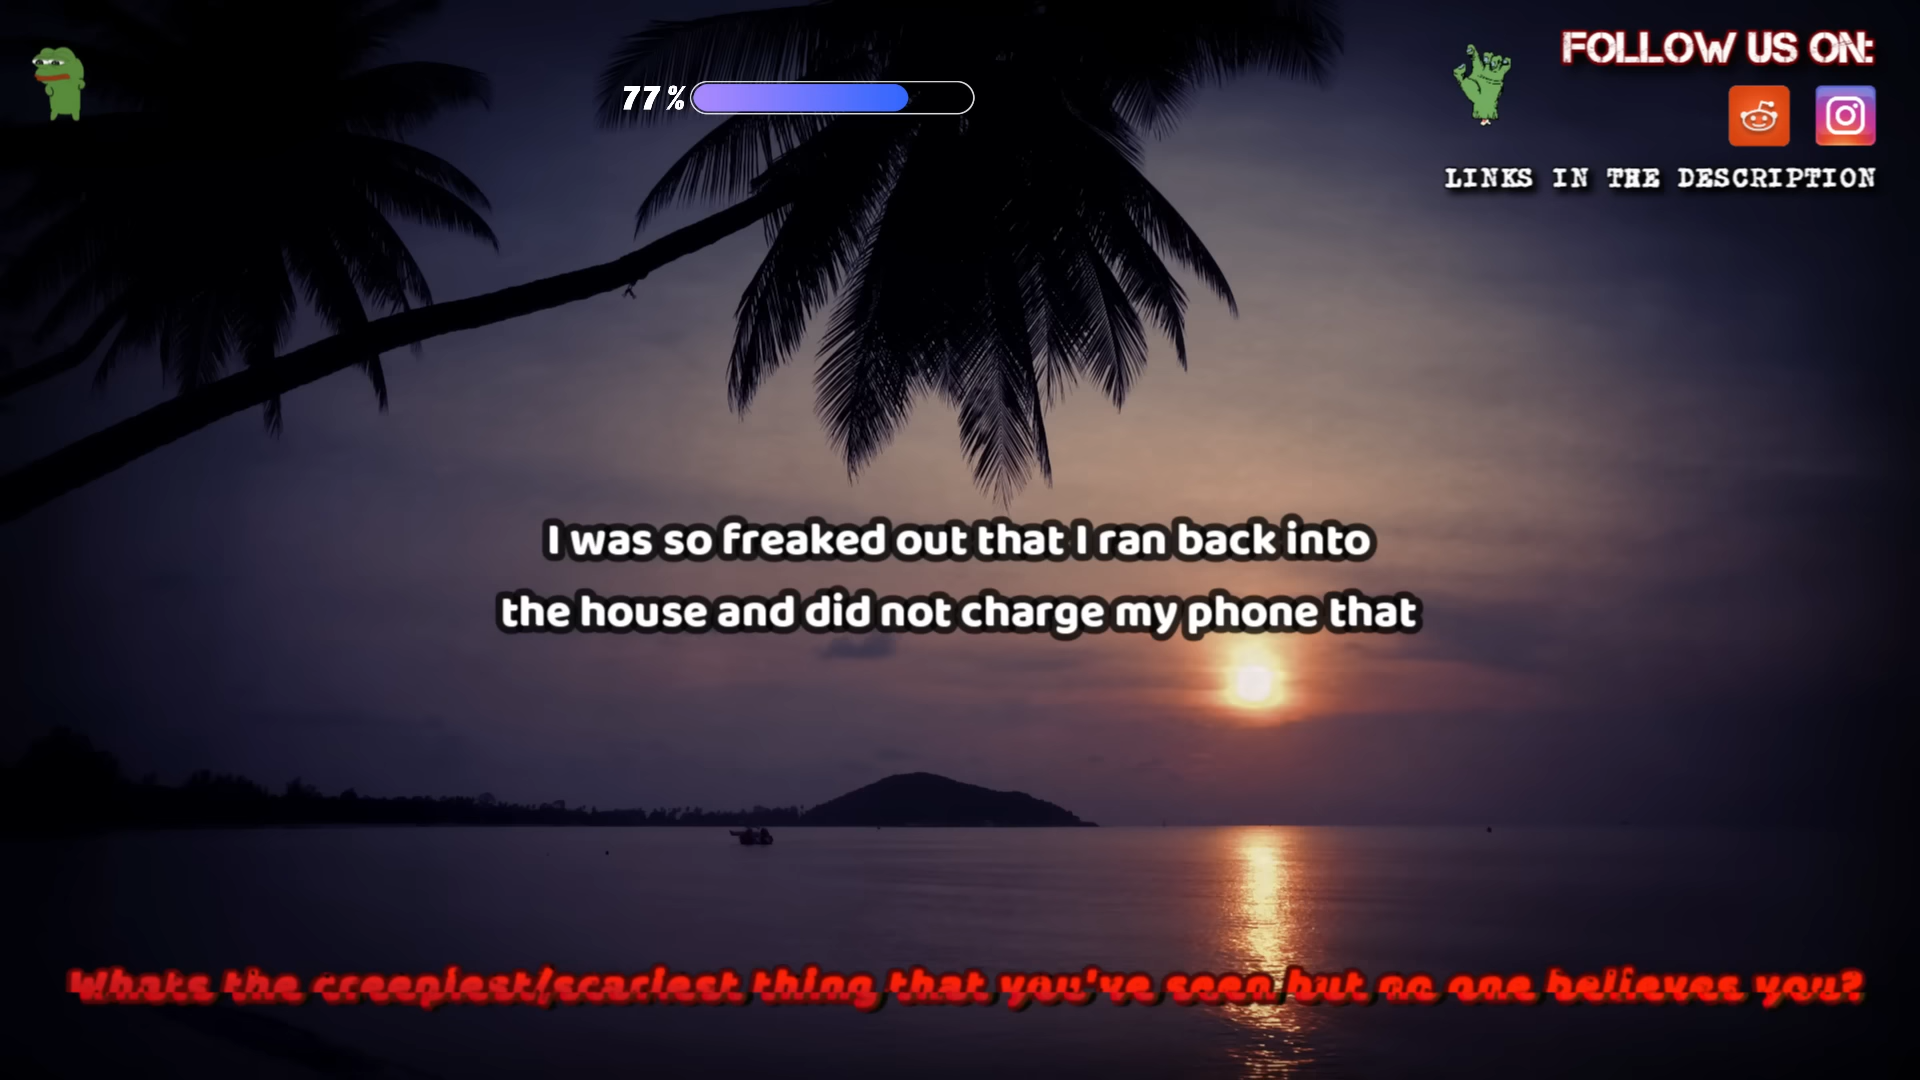 77%
FOLLOW US ON:
LINKS IN THE DESCRIPTION
I was so freaked out that I ran back into
the house and did not charge my phone that
Whats the creepiest/scariest thing that you've seen but no one believes you?